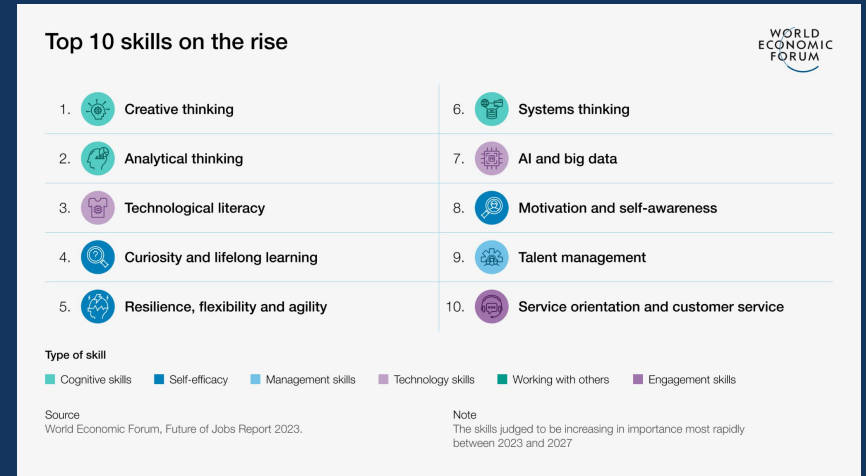 Top 10 skills on the rise
WORLD
ECONOMIC
FORUM
1. Creative thinking
2. Analytical thinking
3. Technological literacy
4. Curiosity and lifelong learning
5. Resilience, flexibility and agility
6. Systems thinking
7. AI and big data
8. Motivation and self-awareness
9. Talent management
10. Service orientation and customer service
Type of skill
Cognitive skills Self-efficacy Management skills Technology skills Working with others Engagement skills
Source
World Economic Forum, Future of Jobs Report 2023.
Note
The skills judged to be increasing in importance most rapidly
between 2023 and 2027